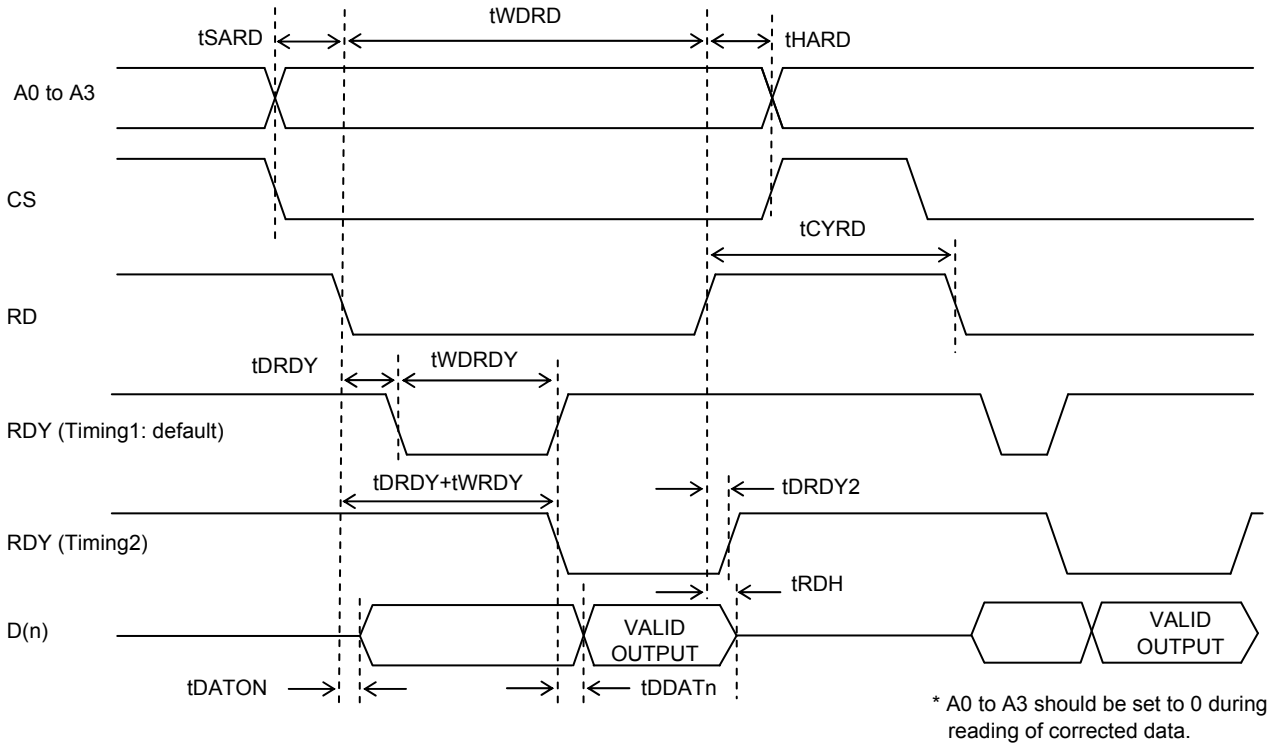 tWDRD
tSARD
tHARD
A0 to A3
CS
tCYRD
RD
tDRDY
tWDRDY
RDY (Timing1: default)
tDRDY+tWRDY
tDRDY2
RDY (Timing2)
tRDH
D(n)
VALID
OUTPUT
VALID
OUTPUT
tDATON
tDDATn
* A0 to A3 should be set to 0 during
reading of corrected data.